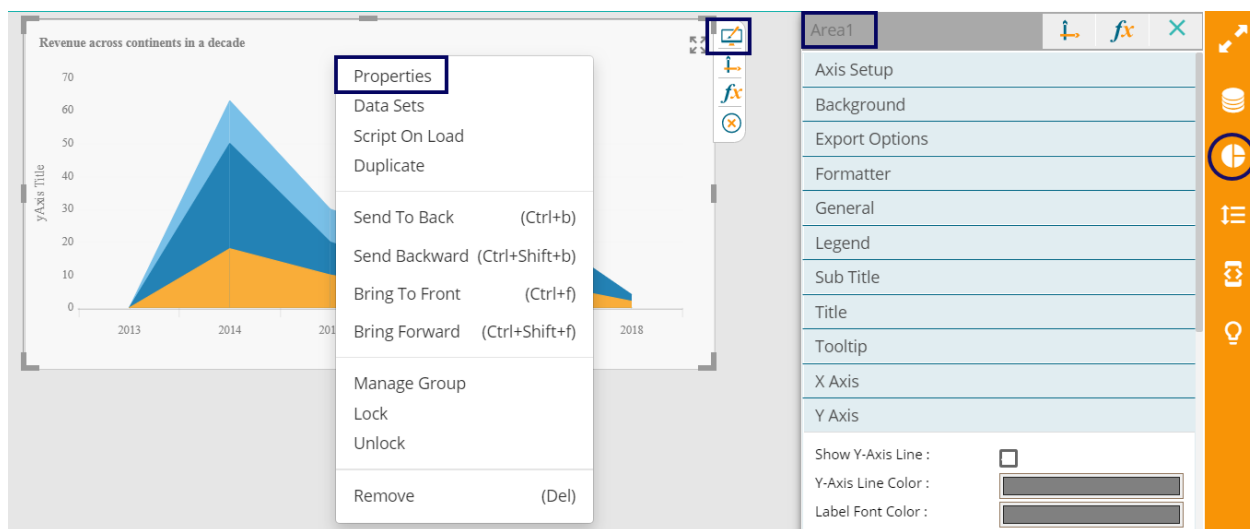 Revenue across continents in a decade
70
60
50
40
30
20
10
0
yAxis Title
2013
2014
201
2018
fx
Properties
Data Sets
Script On Load
Duplicate
Send To Back (Ctrl+b)
Send Backward (Ctrl+Shift+b)
Bring To Front (Ctrl+f)
Bring Forward (Ctrl+Shift+f)
Manage Group
Lock
Unlock
Remove (Del)
Area1
fx
Axis Setup
Background
Export Options
Formatter
General
Legend
Sub Title
Title
Tooltip
X Axis
Y Axis
Show Y-Axis Line :
Y-Axis Line Color :
Label Font Color :